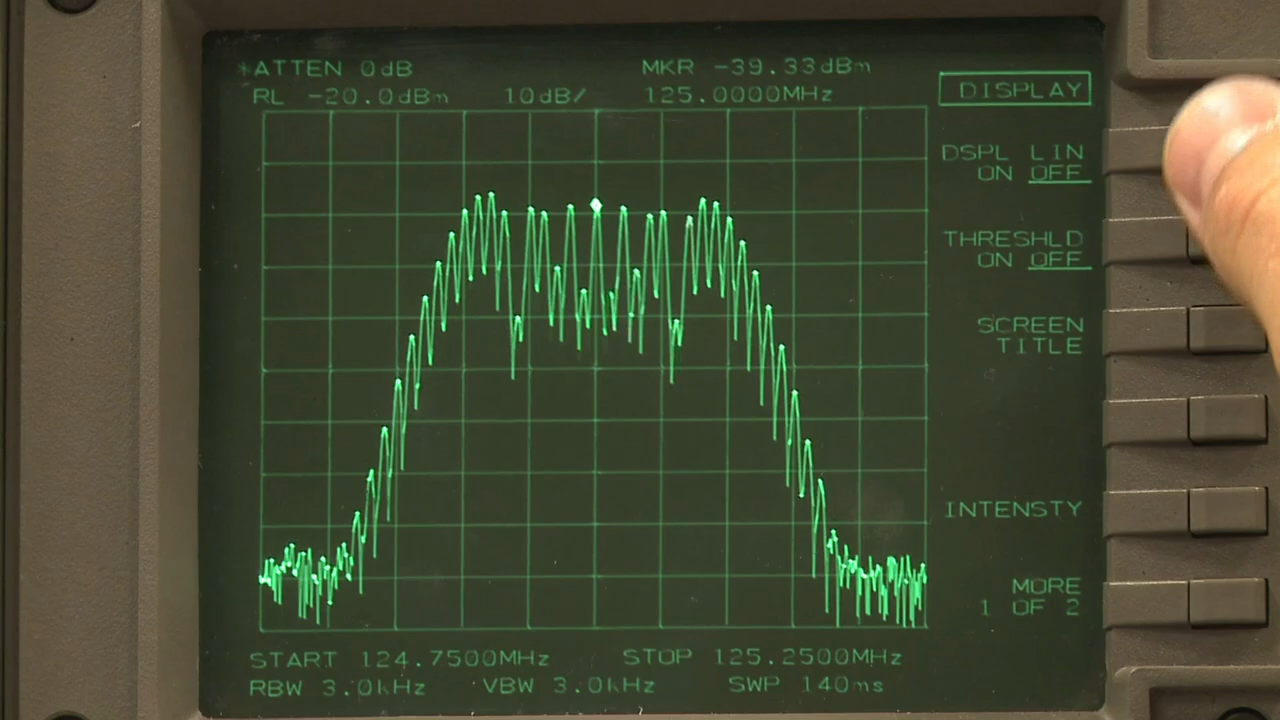 *ATTEN 0dB MKR -39.33dBm
RL -20.0dBm 10dB/ 125.0000MHz
DISPLAY
DSPL LIN
ON OFF
THRESHLD
ON OFF
SCREEN
TITLE
INTENSTY
MORE
1 OF 2
START 124.7500MHz STOP 125.2500MHz
RBW 3.0kHz VBW 3.0kHz SWP 140ms